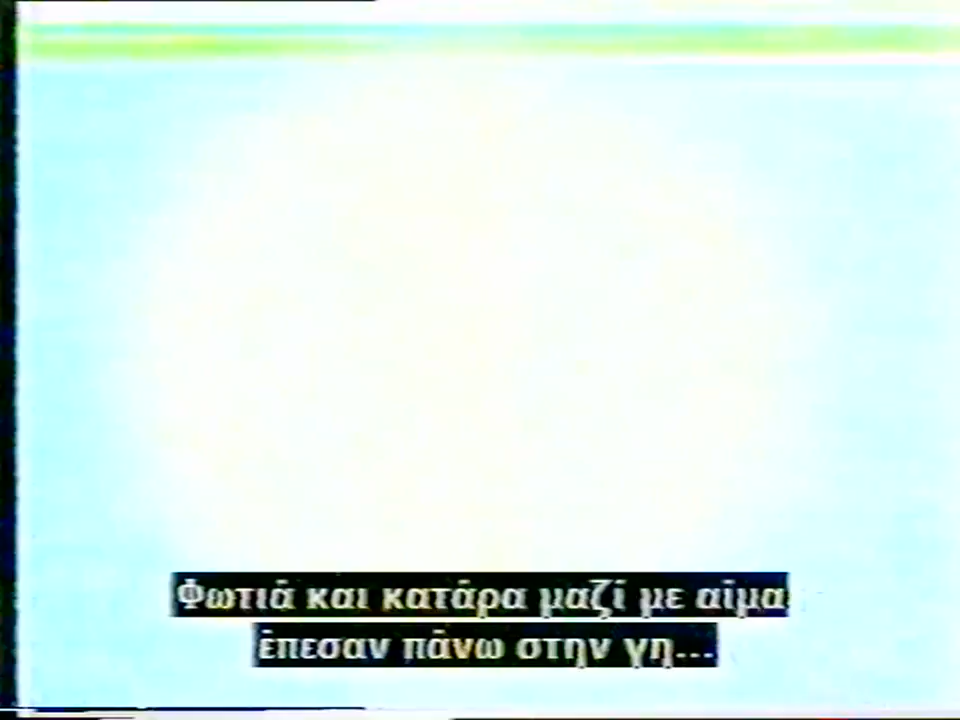 Φωτιά και κατάρα μαζί με αίμα
έπεσαν πάνω στην γη...